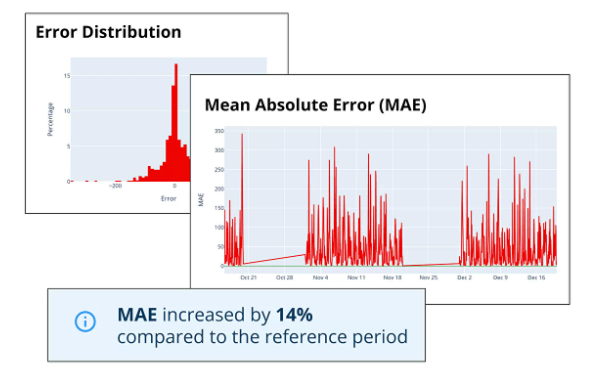 Error Distribution
15
10
5
0
Percentage
−200
0
Error
Mean Absolute Error (MAE)
350
300
250
200
150
100
50
0
MAE
Oct 21
Oct 28
Nov 4
Nov 11
Nov 18
Nov 25
Dec 2
Dec 9
Dec 16
MAE increased by 14%
compared to the reference period